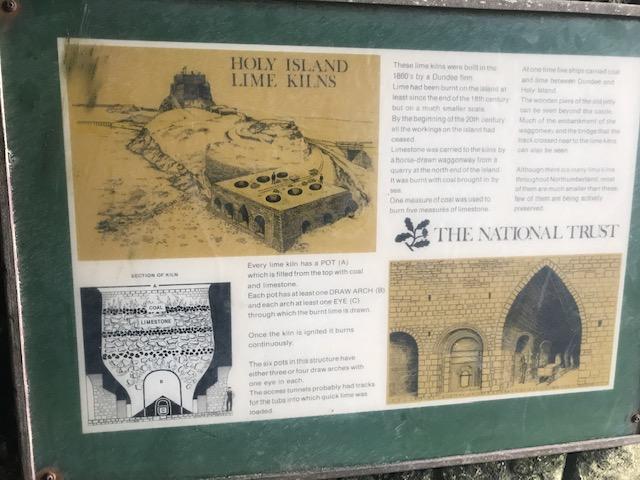 HOLY ISLAND
LIME KILNS
These lime kilns were built in the
1860's by a Dundee firm.
Lime had been burnt on the island at
least since the end of the 18th century
but on a much smaller scale.
By the beginning of the 20th century
all the workings on the island had
ceased.
Limestone was carried to the kilns by
a horse-drawn waggonway from a
quarry at the north end of the island.
It was burnt with coal brought in by
sea.
One measure of coal was used to
burn five measures of limestone.
At one time five ships carried coal
and lime between Dundee and
Holy Island.
The wooden piers of the old jetty
can be seen beyond the castle.
Much of the embankment of the
waggonway and the bridge that the
track crossed near to the lime kilns
can also be seen.
Although there are many lime kilns
throughout Northumberland, most
of them are much smaller than these,
few of them are being actively
preserved.
THE NATIONAL TRUST
SECTION OF KILN
A
COAL
LIMESTONE
B
Every lime kiln has a POT (A)
which is filled from the top with coal
and limestone.
Each pot has at least one DRAW ARCH (B)
and each arch at least one EYE (C)
through which the burnt lime is drawn.
Once the kiln is ignited it burns
continuously.
The six pots in this structure have
either three or four draw arches with
one eye in each.
The access tunnels probably had tracks
for the tubs into which quick lime was
loaded.